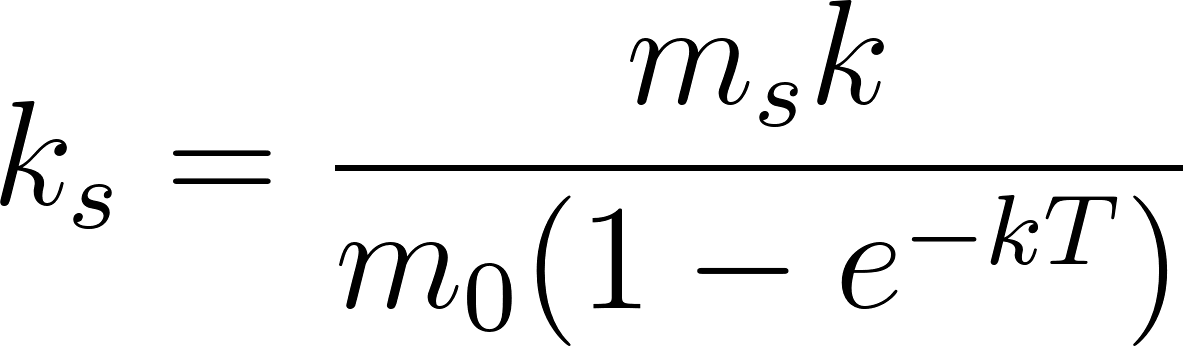 k_s = \frac{m_s k}{m_0(1 - e^{-kT})}